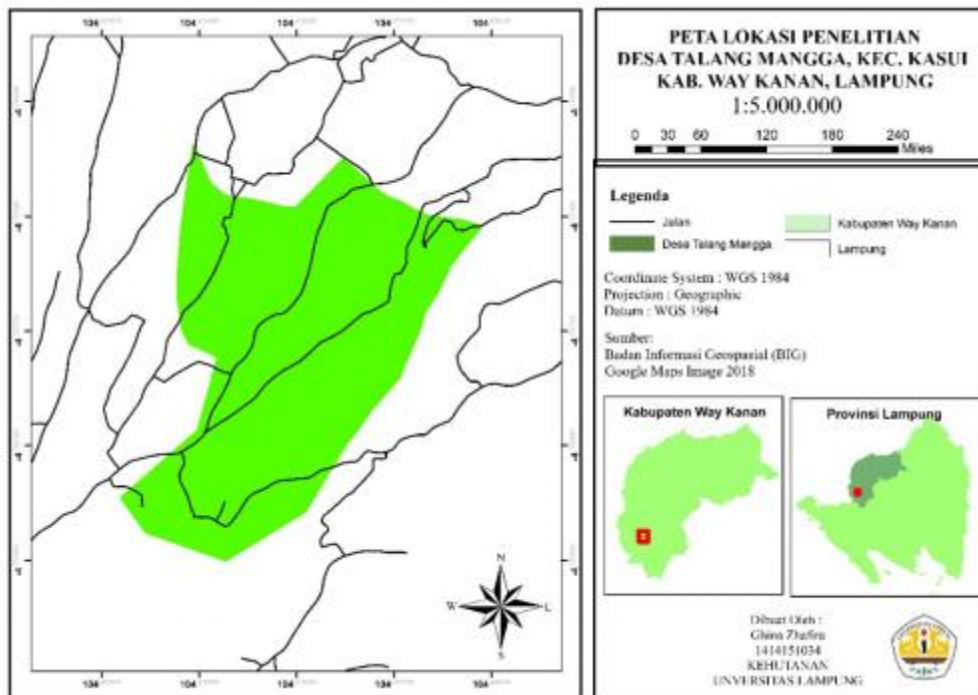 PETA LOKASI PENELITIAN
DESA TALANG MANGGA, KEC. KASUI
KAB. WAY KANAN, LAMPUNG
1:5.000.000
0 30 60 120 180 240
Miles
Legenda
Jalan
Kabupaten Way Kanan
Desa Talang Mangga
Lampung
Coordinate System : WGS 1984
Projection : Geographic
Datum : WGS 1984
Sumber:
Badan Informasi Geospasial (BIG)
Google Maps Image 2018
Kabupaten Way Kanan
Provinsi Lampung
N
W L
S
Dibuat Oleh :
Ghina Zhafira
1414151034
KEHUTANAN
UNVERSITAS LAMPUNG